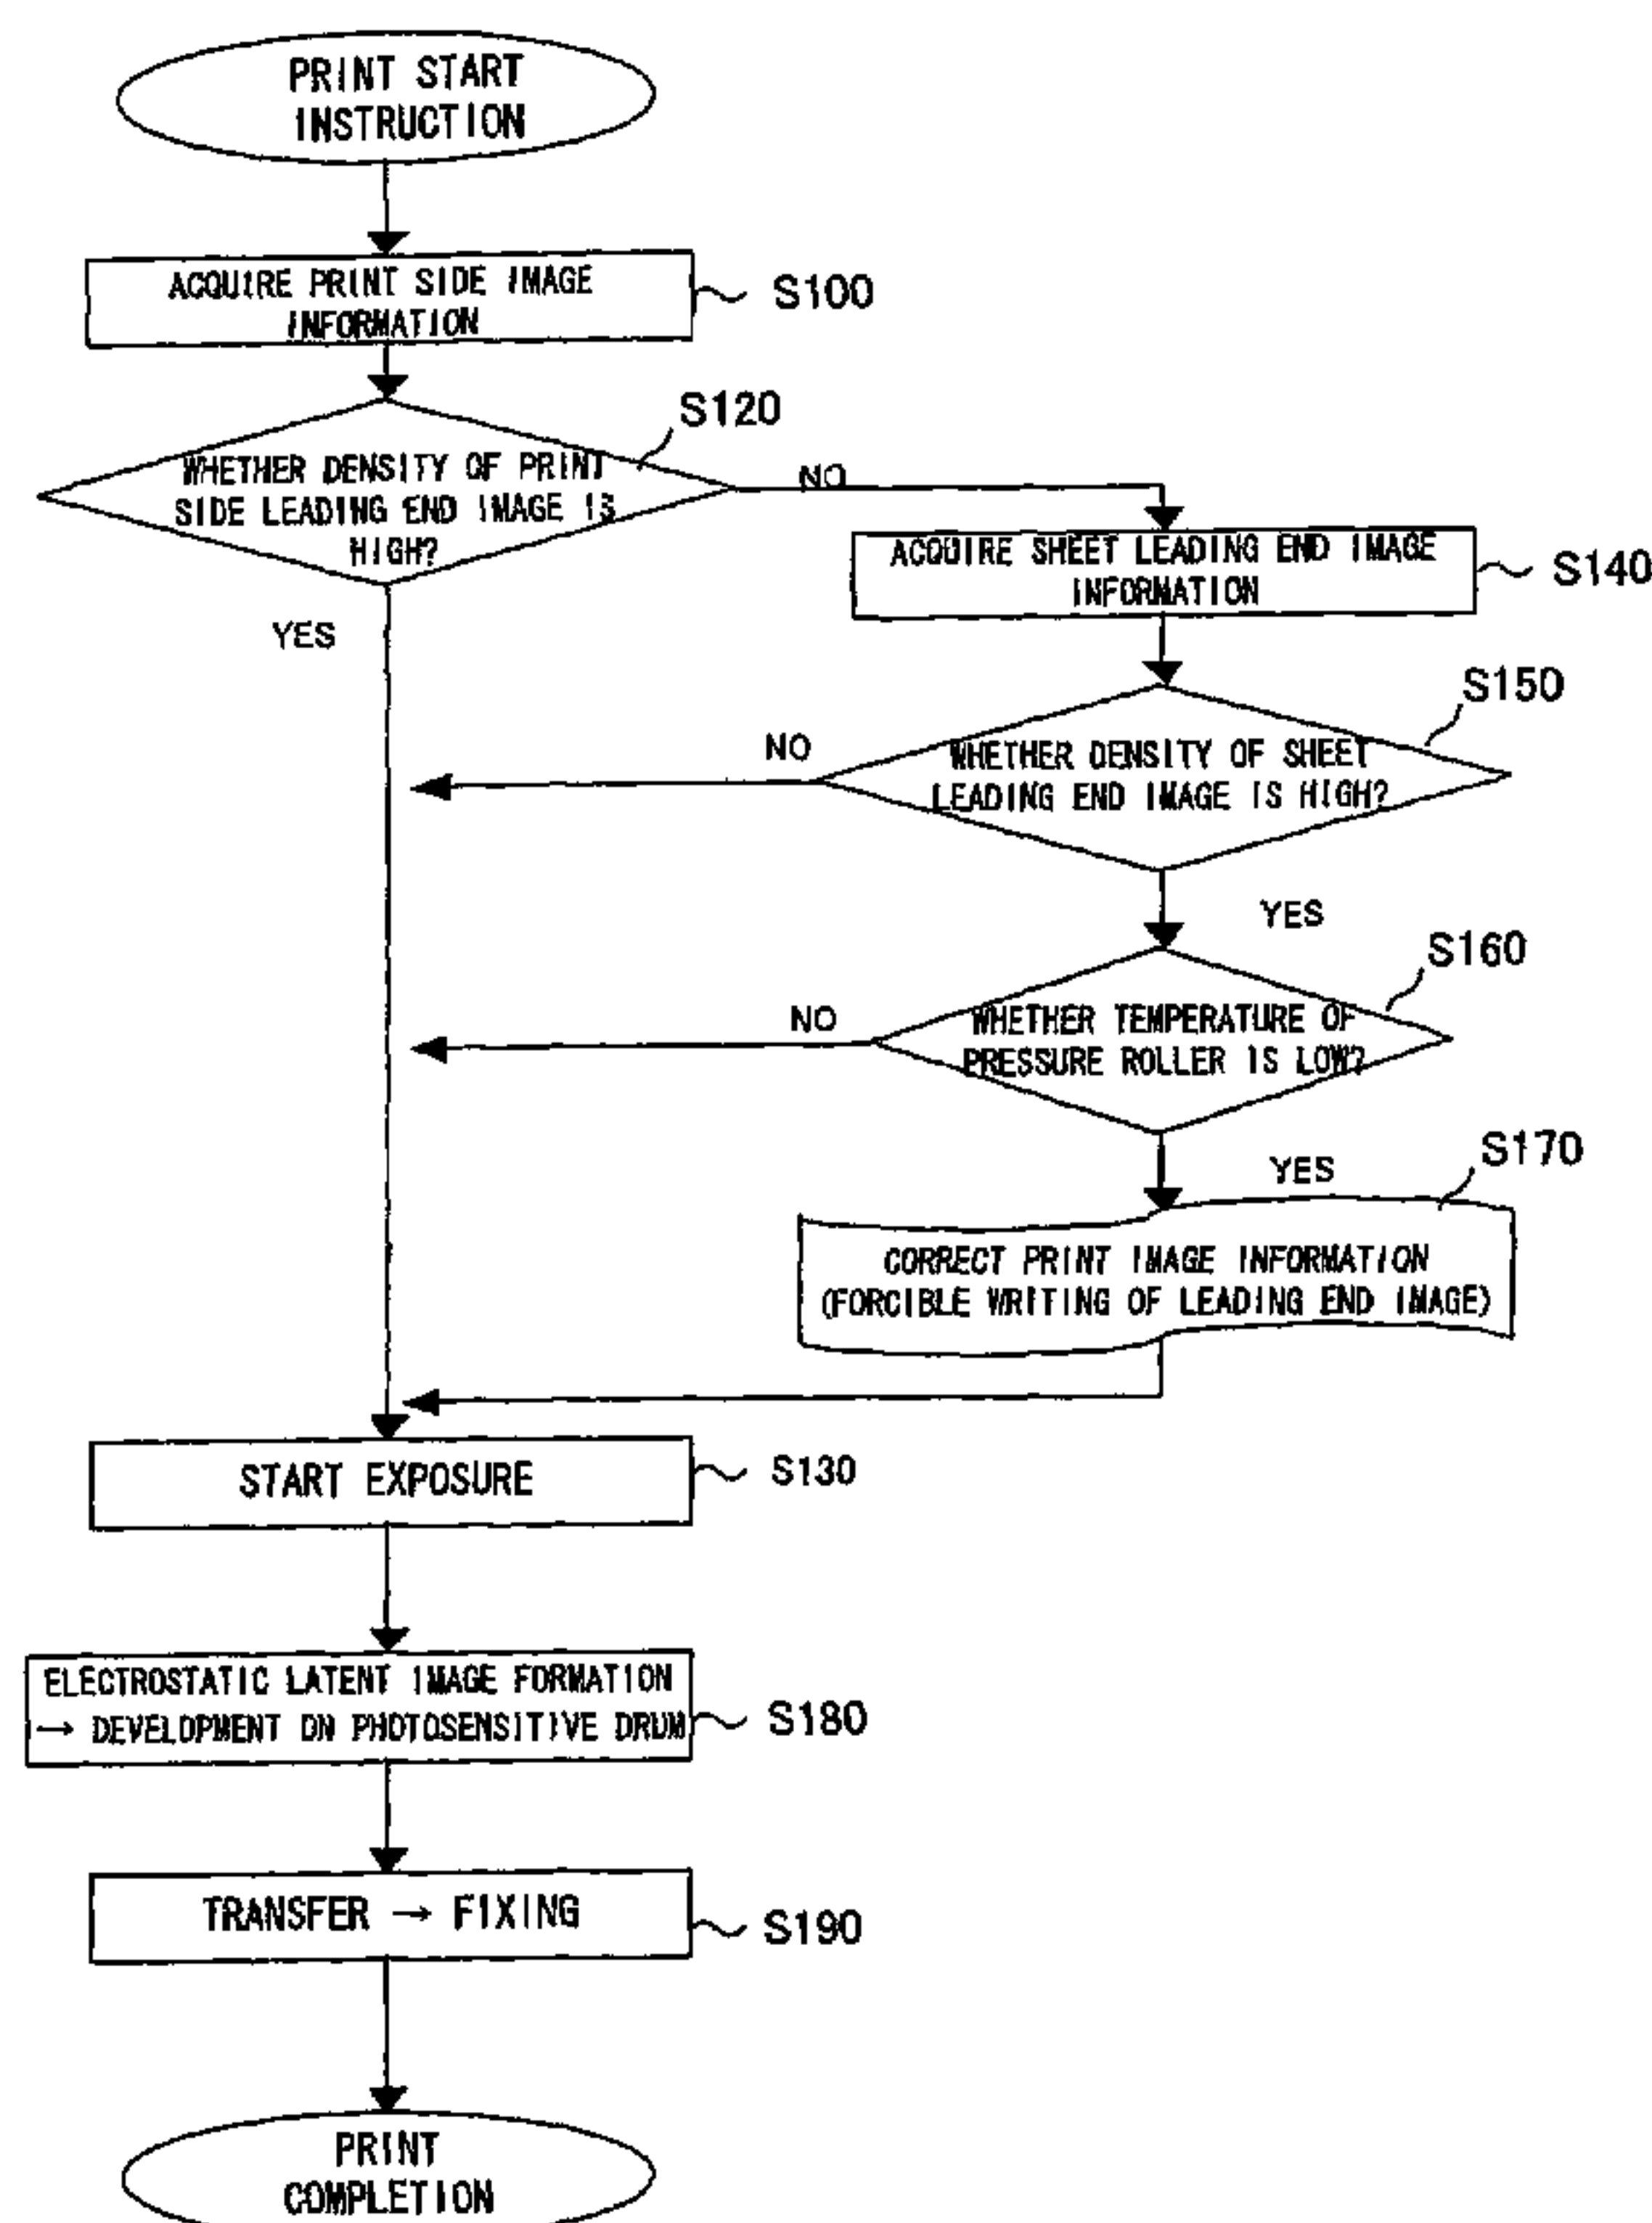 PRINT START
INSTRUCTION
ACQUIRE PRINT SIDE IMAGE
INFORMATION
S100
S120
WHETHER DENSITY OF PRINT
SIDE LEADING END IMAGE IS
HIGH?
NO
YES
ACQUIRE SHEET LEADING END IMAGE
INFORMATION
S140
S150
WHETHER DENSITY OF SHEET
LEADING END IMAGE IS HIGH?
NO
YES
S160
WHETHER TEMPERATURE OF
PRESSURE ROLLER IS LOW?
NO
YES
S170
CORRECT PRINT IMAGE INFORMATION
(FORCIBLE WRITING OF LEADING END IMAGE)
START EXPOSURE
S130
ELECTROSTATIC LATENT IMAGE FORMATION
→ DEVELOPMENT ON PHOTOSENSITIVE DRUM
S180
TRANSFER → FIXING
S190
PRINT
COMPLETION